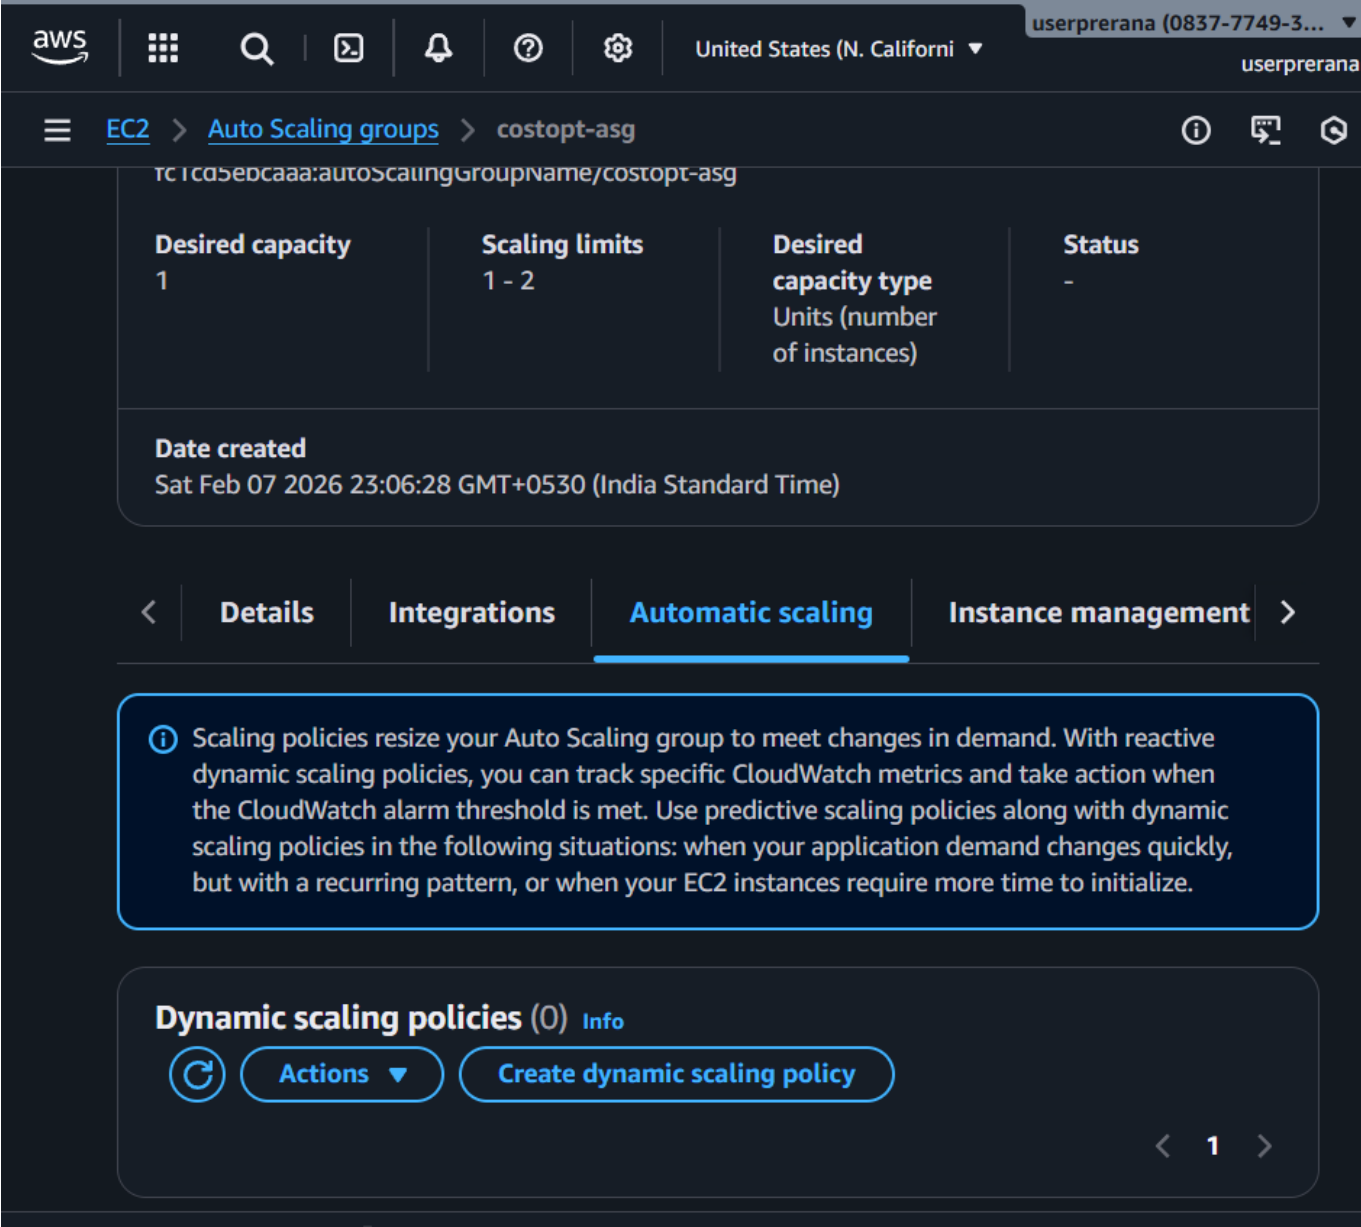 userprerana (0837-7749-3...
aws
United States (N. Californi
userprerana
EC2 > Auto Scaling groups > costopt-asg
fc1cd5ebcaaa:autoScalingGroupName/costopt-asg
Desired capacity
1
Scaling limits
1 - 2
Desired
capacity type
Units (number
of instances)
Status
-
Date created
Sat Feb 07 2026 23:06:28 GMT+0530 (India Standard Time)
Details
Integrations
Automatic scaling
Instance management
Scaling policies resize your Auto Scaling group to meet changes in demand. With reactive
dynamic scaling policies, you can track specific CloudWatch metrics and take action when
the CloudWatch alarm threshold is met. Use predictive scaling policies along with dynamic
scaling policies in the following situations: when your application demand changes quickly,
but with a recurring pattern, or when your EC2 instances require more time to initialize.
Dynamic scaling policies (0) Info
Actions
Create dynamic scaling policy
1